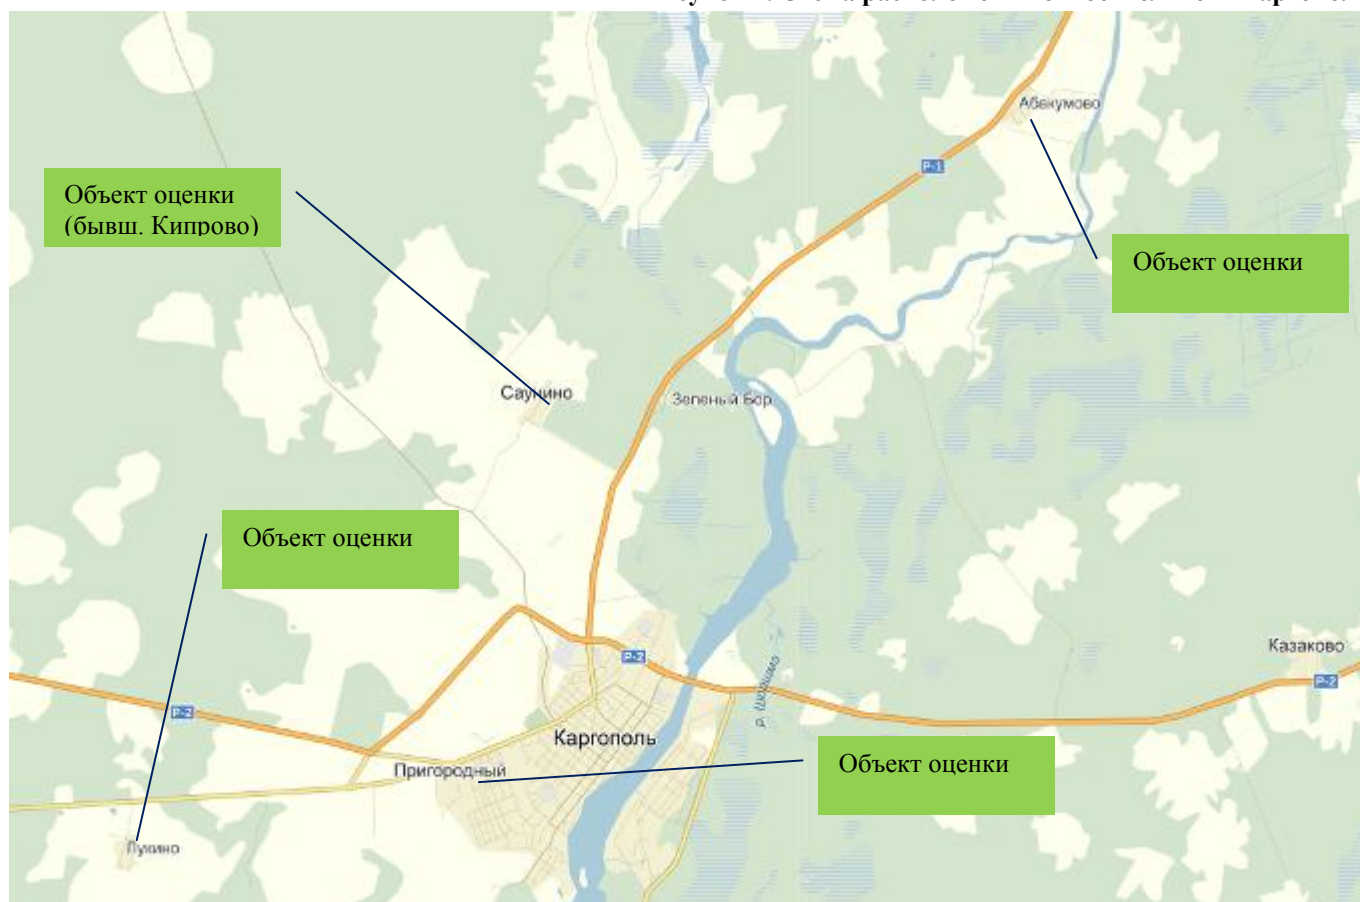 Абакумово
Р-1
Объект оценки
(бывш. Кипрово)
Объект оценки
Саунино
Зеленый Бор
Объект оценки
Казаково
Р-2
Р-2
Р-2
Каргополь
Объект оценки
Пригородный
Лукино